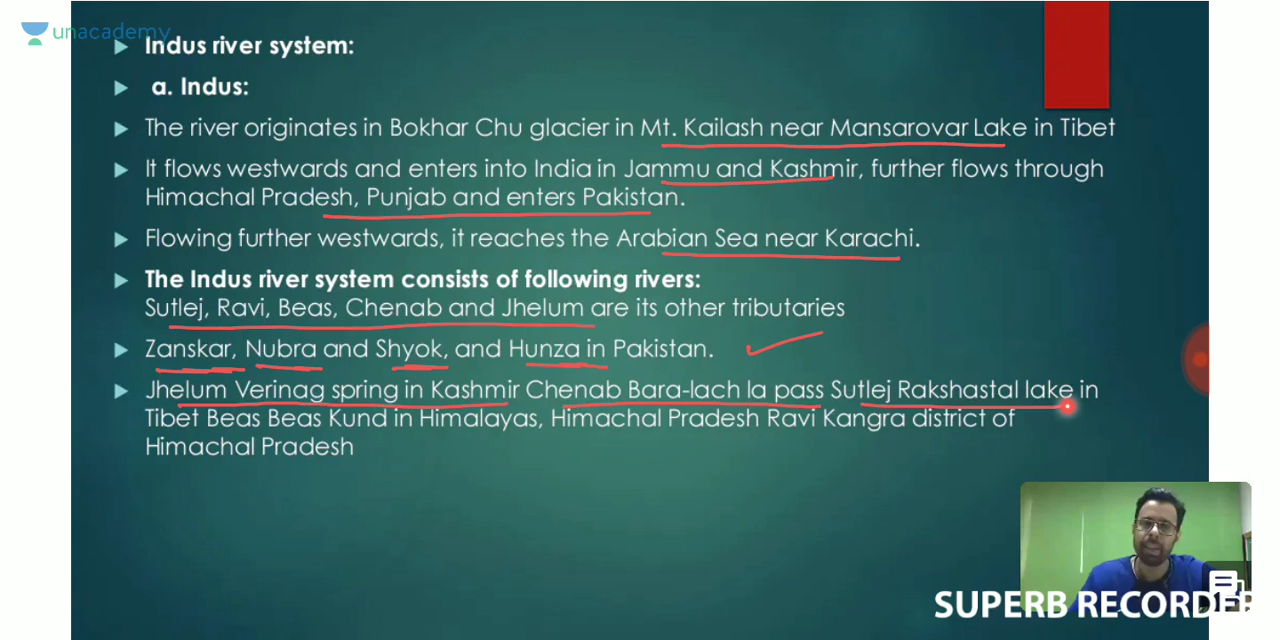 unacademy
Indus river system:
a. Indus:
The river originates in Bokhar Chu glacier in Mt. Kailash near Mansarovar Lake in Tibet
It flows westwards and enters into India in Jammu and Kashmir, further flows through
Himachal Pradesh, Punjab and enters Pakistan.
Flowing further westwards, it reaches the Arabian Sea near Karachi.
The Indus river system consists of following rivers:
Sutlej, Ravi, Beas, Chenab and Jhelum are its other tributaries
Zanskar, Nubra and Shyok, and Hunza in Pakistan.
Jhelum Verinag spring in Kashmir Chenab Bara-lach la pass Sutlej Rakshastal lake in
Tibet Beas Beas Kund in Himalayas, Himachal Pradesh Ravi Kangra district of
Himachal Pradesh
SUPERB RECORDER